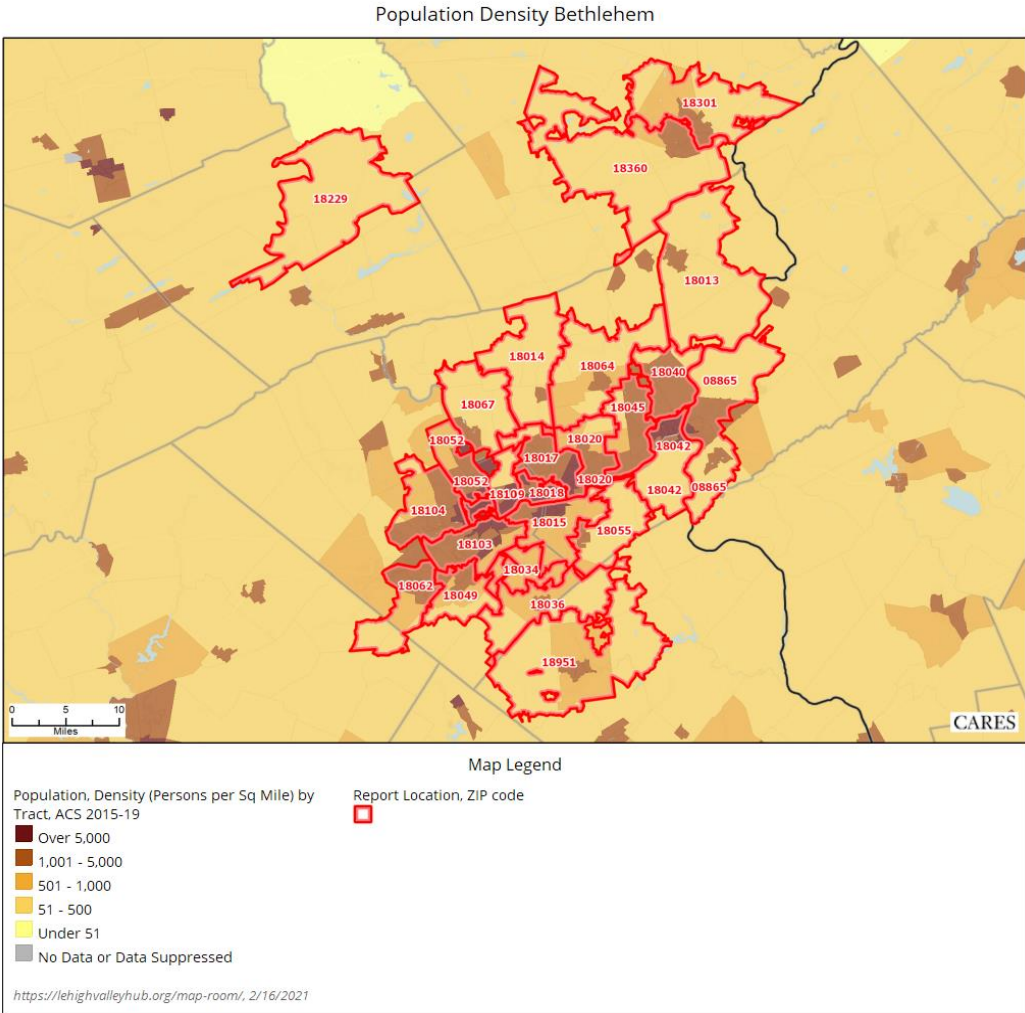 Population Density Bethlehem
18301
18360
18229
18013
18014
18064
18040
08865
18067
18045
18052
18020
18042
18017
18052
18020
18109
18018
18042
08865
18104
18015
18055
18103
18034
18062
18049
18036
18951
0 5 10
Miles
CARES
Map Legend
Population, Density (Persons per Sq Mile) by
Tract, ACS 2015-19
Over 5,000
1,001 - 5,000
501 - 1,000
51 - 500
Under 51
No Data or Data Suppressed
Report Location, ZIP code
https://lehighvalleyhub.org/map-room/, 2/16/2021